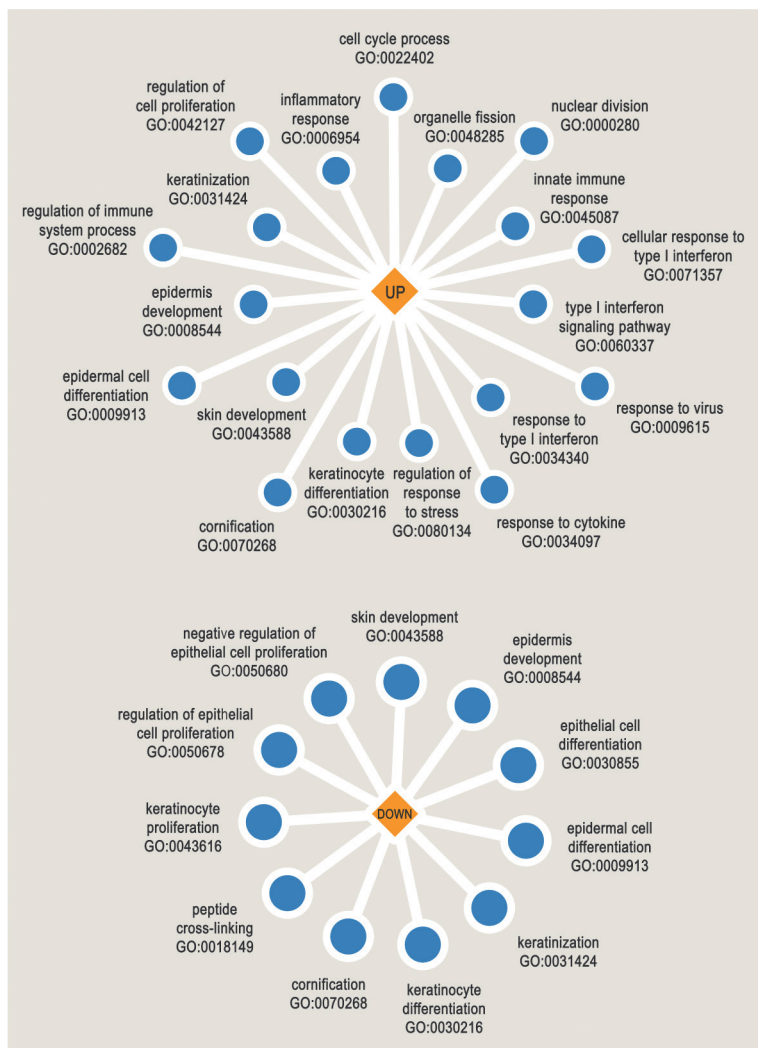 cell cycle process
GO:0022402
regulation of
cell proliferation
GO:0042127
inflammatory
response
GO:0006954
organelle fission
GO:0048285
nuclear division
GO:0000280
keratinization
GO:0031424
innate immune
response
GO:0045087
regulation of immune
system process
GO:0002682
cellular response to
type I interferon
GO:0071357
UP
epidermis
development
GO:0008544
type I interferon
signaling pathway
GO:0060337
epidermal cell
differentiation
GO:0009913
skin development
GO:0043588
response to
type I interferon
GO:0034340
response to virus
GO:0009615
keratinocyte
differentiation
GO:0030216
regulation of
response
to stress
GO:0080134
cornification
GO:0070268
response to cytokine
GO:0034097
skin development
GO:0043588
negative regulation of
epithelial cell proliferation
GO:0050680
epidermis
development
GO:0008544
regulation of epithelial
cell proliferation
GO:0050678
epithelial cell
differentiation
GO:0030855
DOWN
keratinocyte
proliferation
GO:0043616
epidermal cell
differentiation
GO:0009913
peptide
cross-linking
GO:0018149
keratinization
GO:0031424
cornification
GO:0070268
keratinocyte
differentiation
GO:0030216